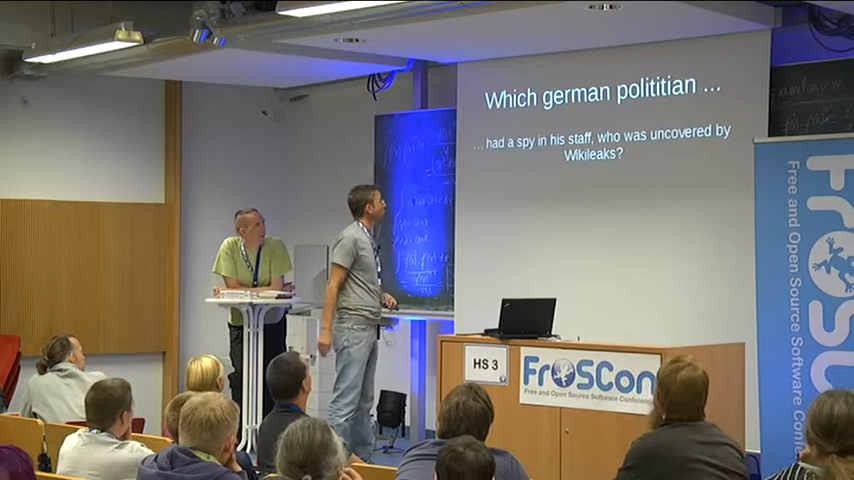 Which german polititian ...
... had a spy in his staff, who was uncovered by
Wikileaks?
HS 3
FrOSCon
Free and Open Source Software Conference
FrOSCon
Free and Open Source Software